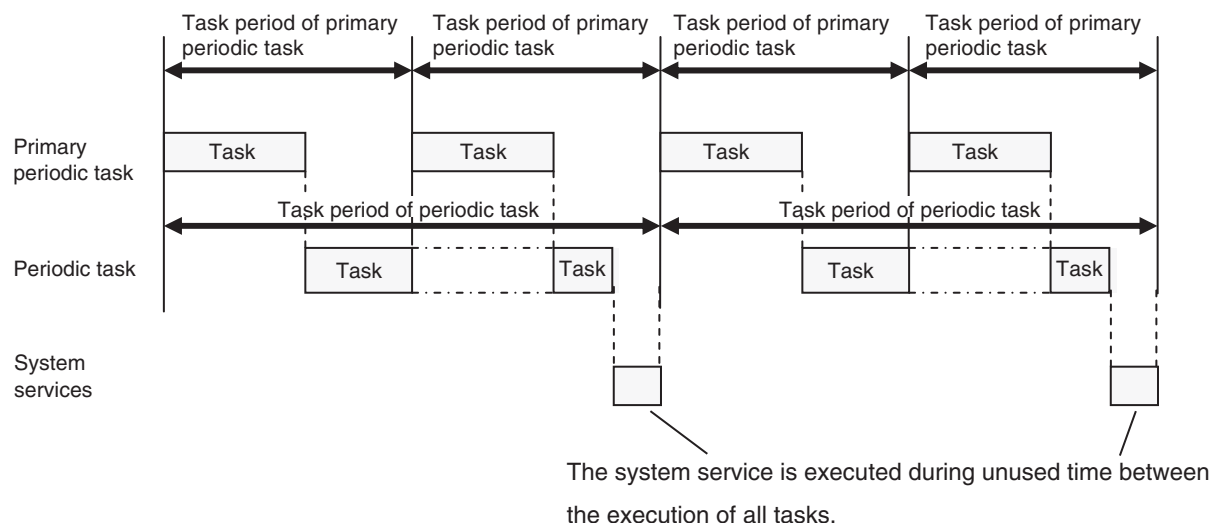 Task period of primary
periodic task
Task period of primary
periodic task
Task period of primary
periodic task
Task period of primary
periodic task
Primary
periodic task
Task
Task
Task
Task
Task period of periodic task
Task period of periodic task
Periodic task
Task
Task
Task
Task
System
services
The system service is executed during unused time between
the execution of all tasks.